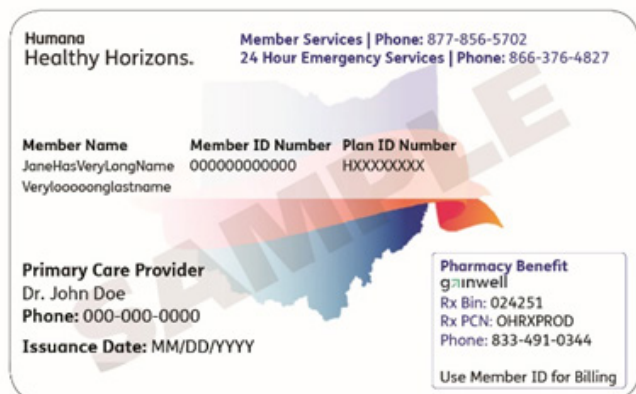 Humana
Healthy Horizons.
Member Services | Phone: 877-856-5702
24 Hour Emergency Services | Phone: 866-376-4827
Member Name Member ID Number Plan ID Number
JaneHasVeryLongName 000000000000 HXXXXXXXX
Verylooooonglastname
SAMPLE
Primary Care Provider
Dr. John Doe
Phone: 000-000-0000
Issuance Date: MM/DD/YYYY
Pharmacy Benefit
gainwell
Rx Bin: 024251
Rx PCN: OHRXPROD
Phone: 833-491-0344
Use Member ID for Billing